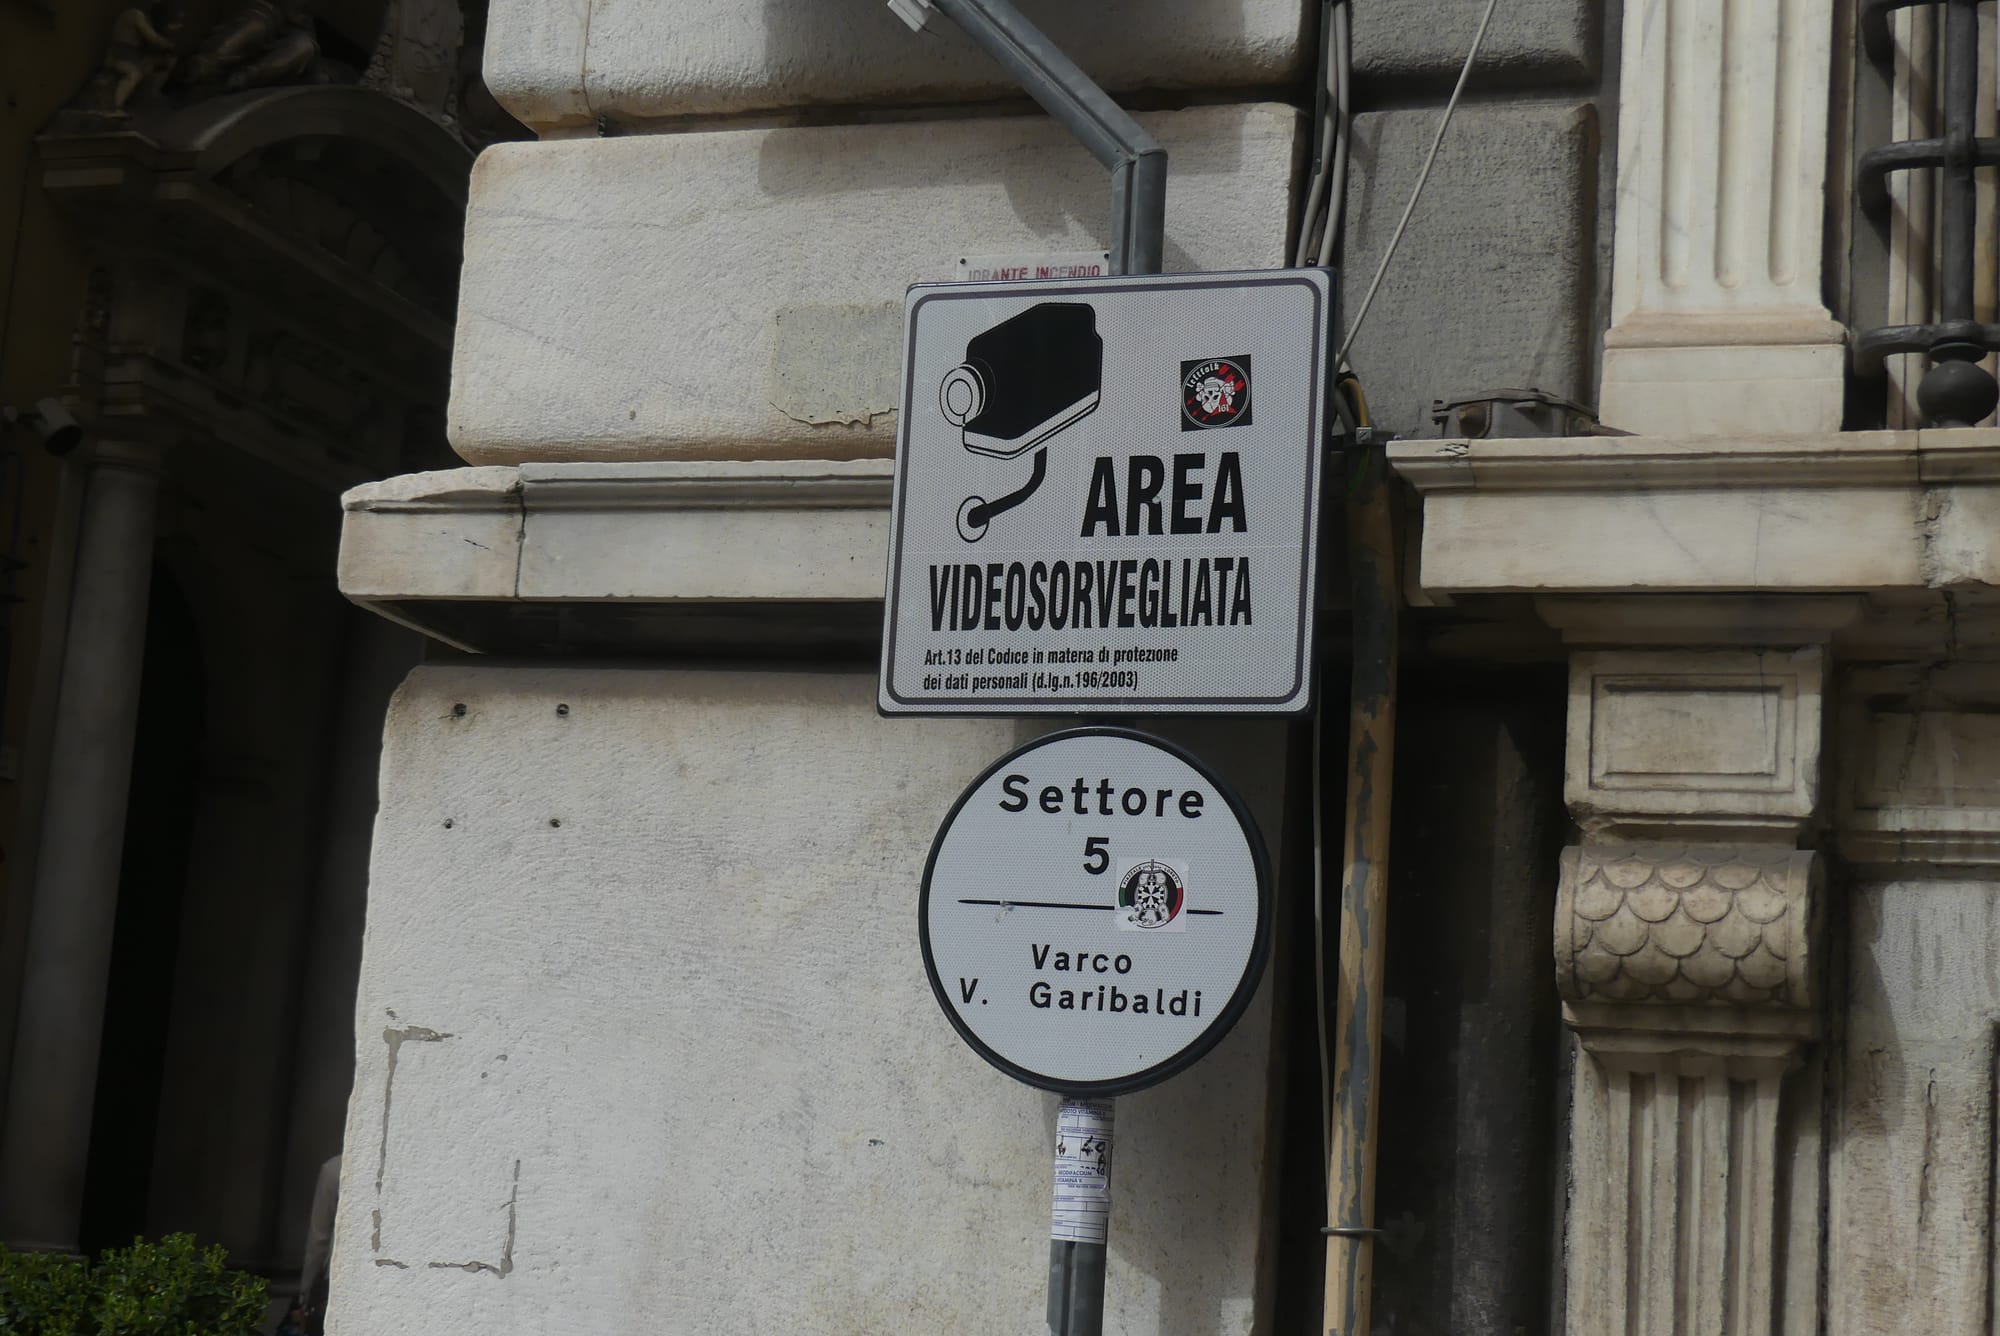 IDRANTE INCENDIO
AREA
VIDEOSORVEGLIATA
Art.13 del Codice in materia di protezione
dei dati personali (d.lg.n.196/2003)
Settore
5
Varco
V. Garibaldi
VITAMINA K